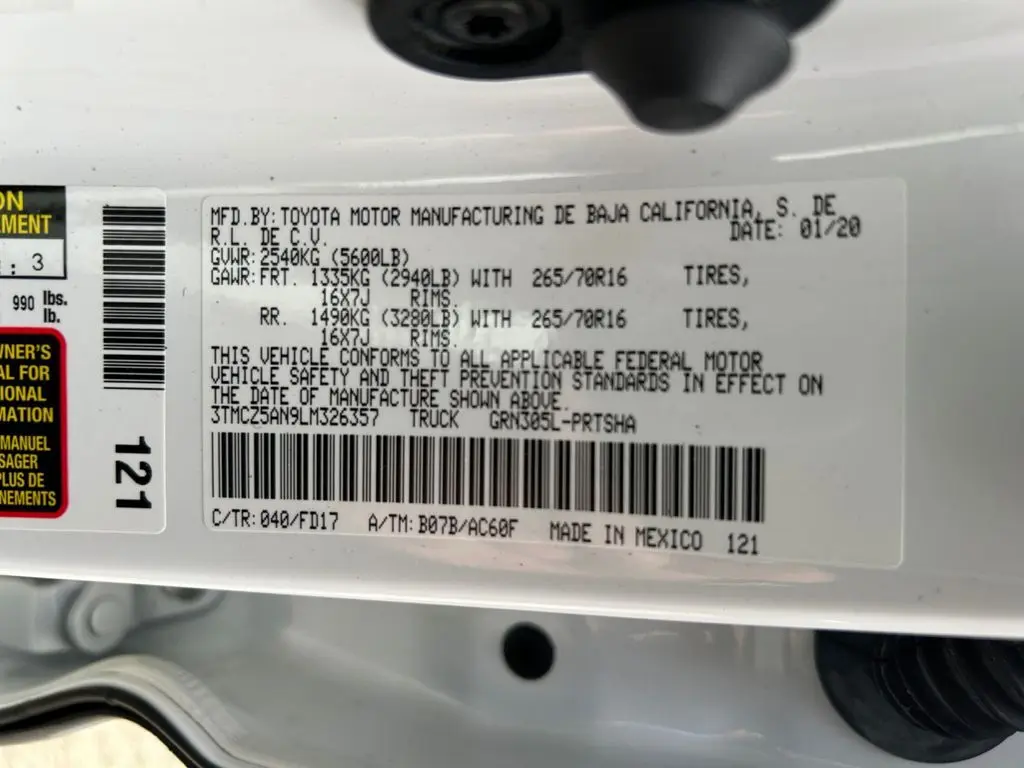 ON
EMENT
: 3
990 lbs.
lb.
WNER'S
AL FOR
IONAL
MATION
MANUEL
SAGER
PLUS DE
NEMENTS
121
MFD.BY:TOYOTA MOTOR MANUFACTURING DE BAJA CALIFORNIA, S. DE
R.L. DE C.V. DATE: 01/20
GVWR:2540KG (5600LB)
GAWR:FRT. 1335KG (2940LB) WITH 265/70R16 TIRES,
16X7J RIMS.
RR. 1490KG (3280LB) WITH 265/70R16 TIRES,
16X7J RIMS.
THIS VEHICLE CONFORMS TO ALL APPLICABLE FEDERAL MOTOR
VEHICLE SAFETY AND THEFT PREVENTION STANDARDS IN EFFECT ON
THE DATE OF MANUFACTURE SHOWN ABOVE.
3TMCZ5AN9LM326357 TRUCK GRN305L-PRTSHA
C/TR:040/FD17 A/TM:B07B/AC60F MADE IN MEXICO 121